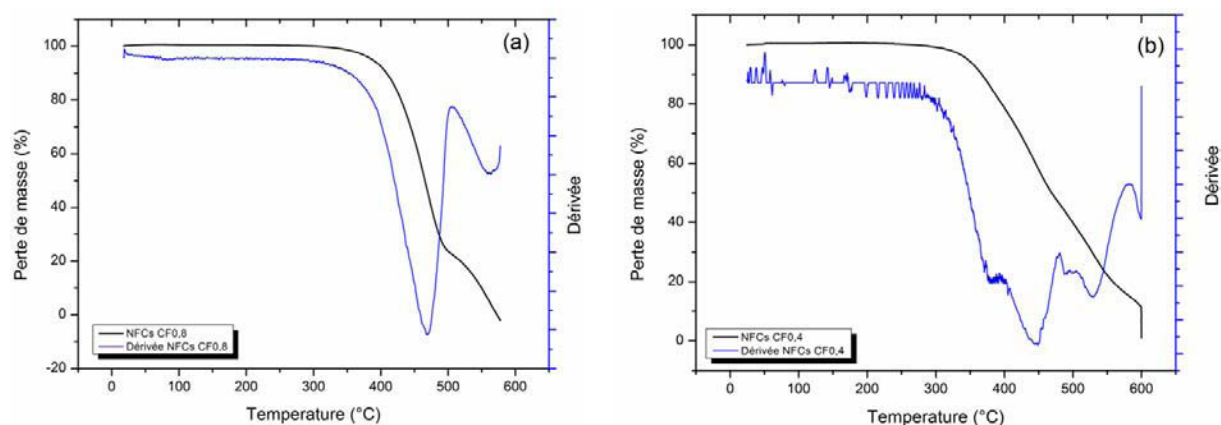 (a)
Perte de masse (%)
100
80
60
40
20
0
-20
NFCs CF0,8
Dérivée NFCs CF0,8
0 100 200 300 400 500 600
Temperature (°C)
Dérivée
(b)
Perte de masse (%)
100
80
60
40
20
0
NFCs CF0,4
Dérivée NFCs CF0,4
0 100 200 300 400 500 600
Temperature (°C)
Dérivée